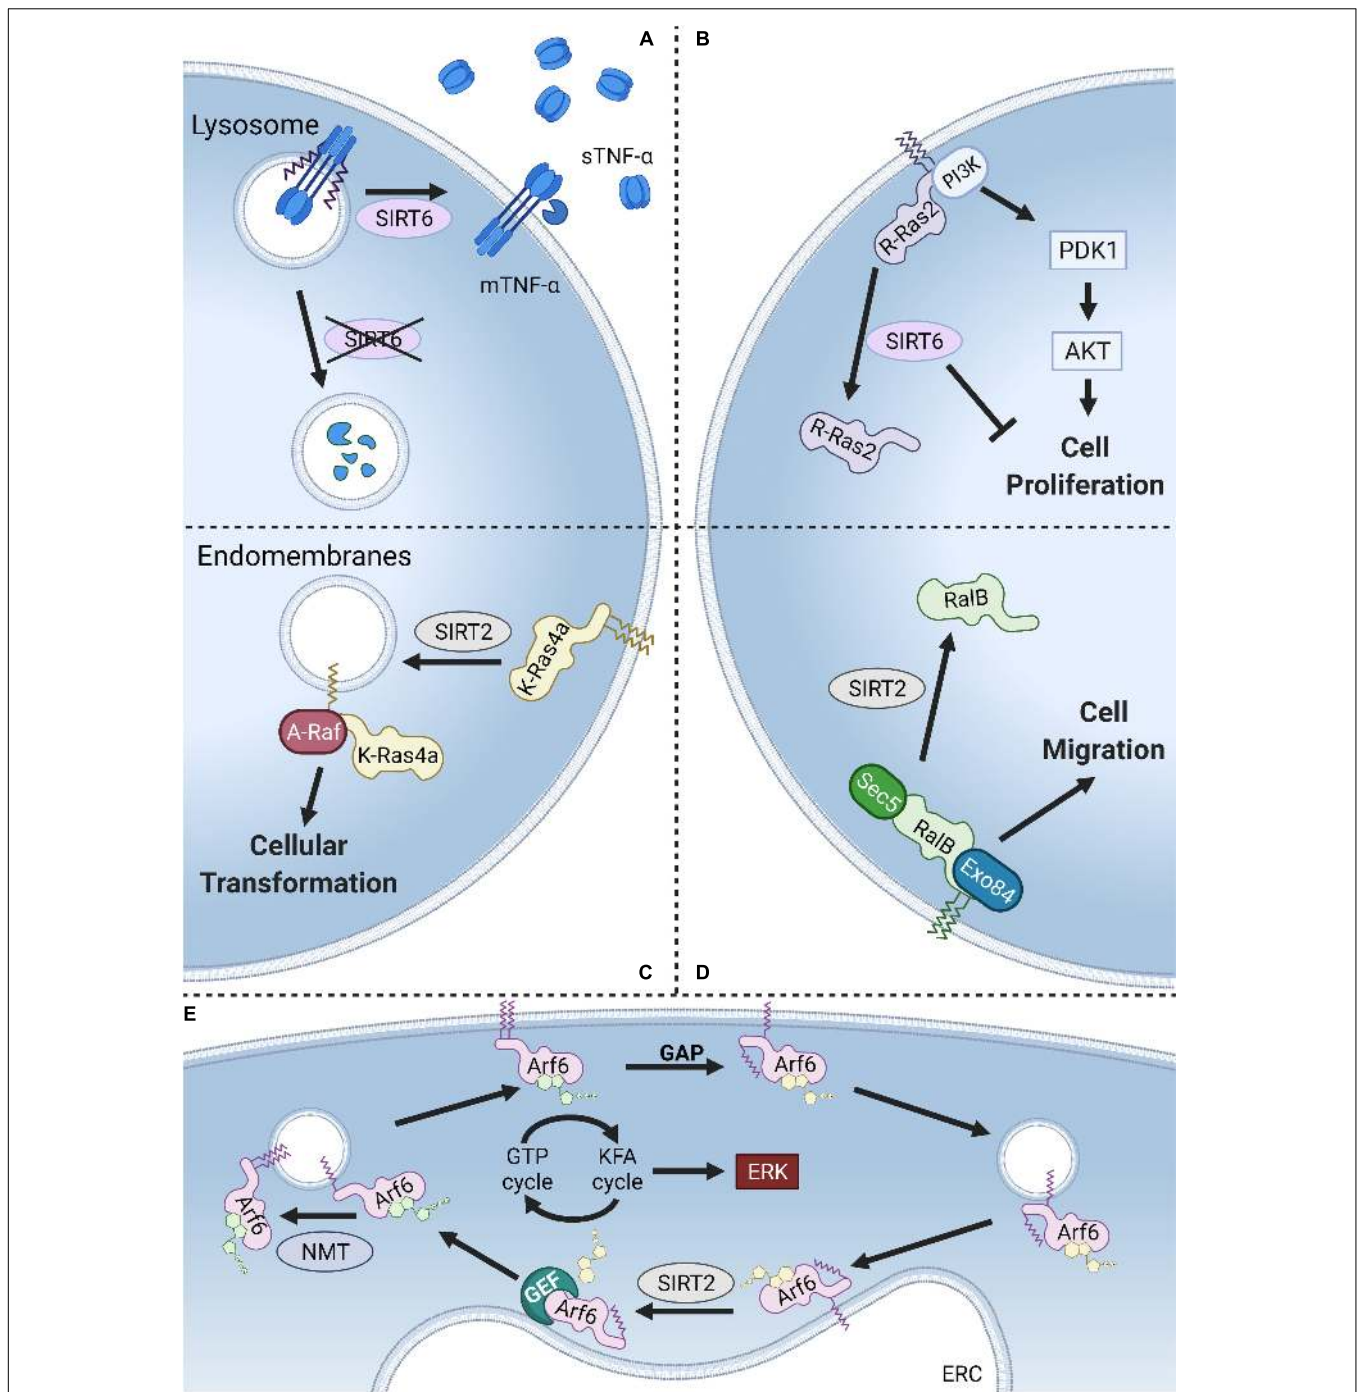 A
Lysosome
sTNF-α
SIRT6
mTNF-α
SIRT6
B
PI3K
R-Ras2
PDK1
SIRT6
AKT
R-Ras2
Cell
Proliferation
Endomembranes
SIRT2
K-Ras4a
A-Raf
K-Ras4a
Cellular
Transformation
C
RalB
SIRT2
Cell
Migration
Sec5
RalB
Exo84
D
E
Arf6
GAP
Arf6
GTP
cycle
KFA
cycle
ERK
Arf6
Arf6
NMT
Arf6
SIRT2
Arf6
GEF
Arf6
ERC